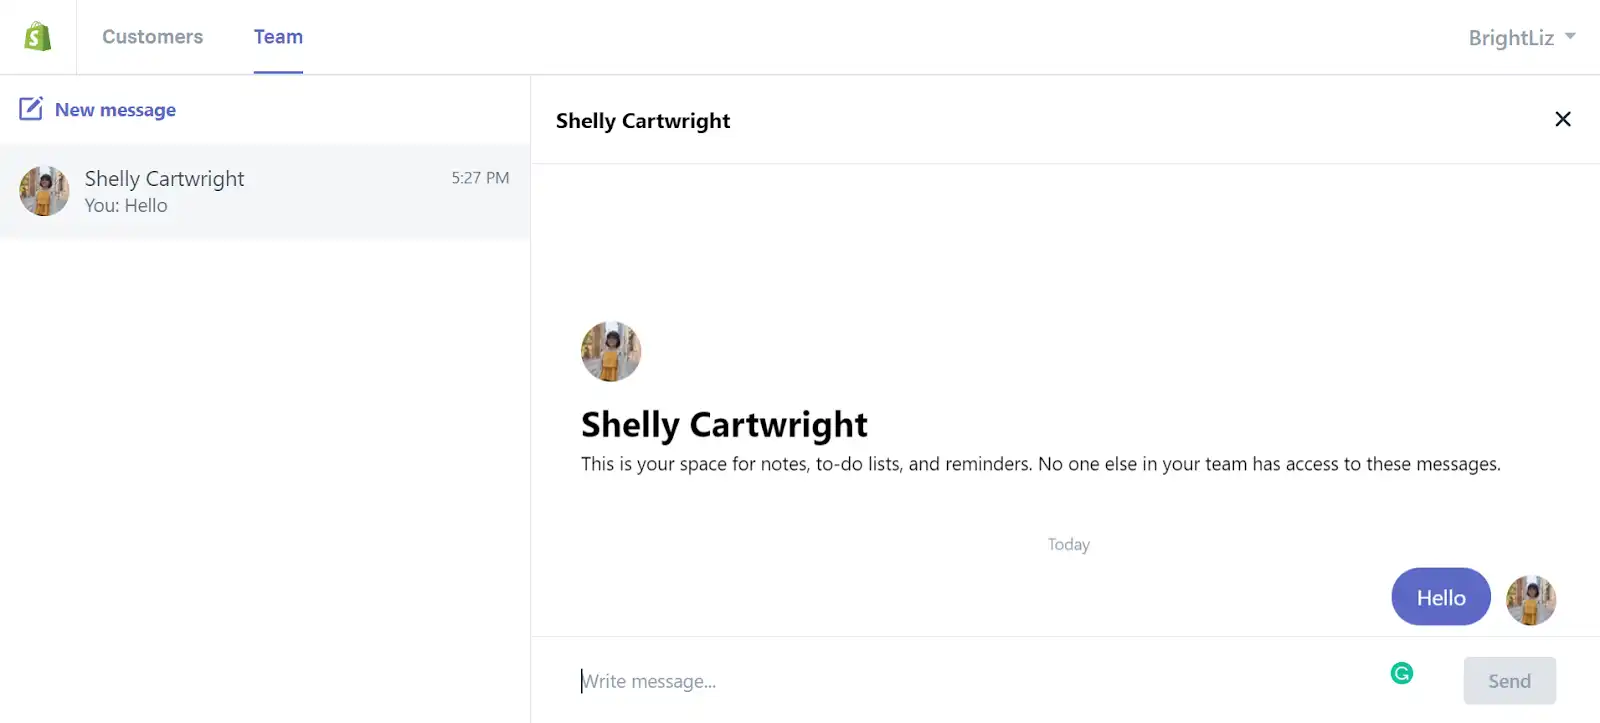 Customers
Team
BrightLiz
New message
Shelly Cartwright
5:27 PM
You: Hello
Shelly Cartwright
Shelly Cartwright
This is your space for notes, to-do lists, and reminders. No one else in your team has access to these messages.
Today
Hello
Write message...
Send